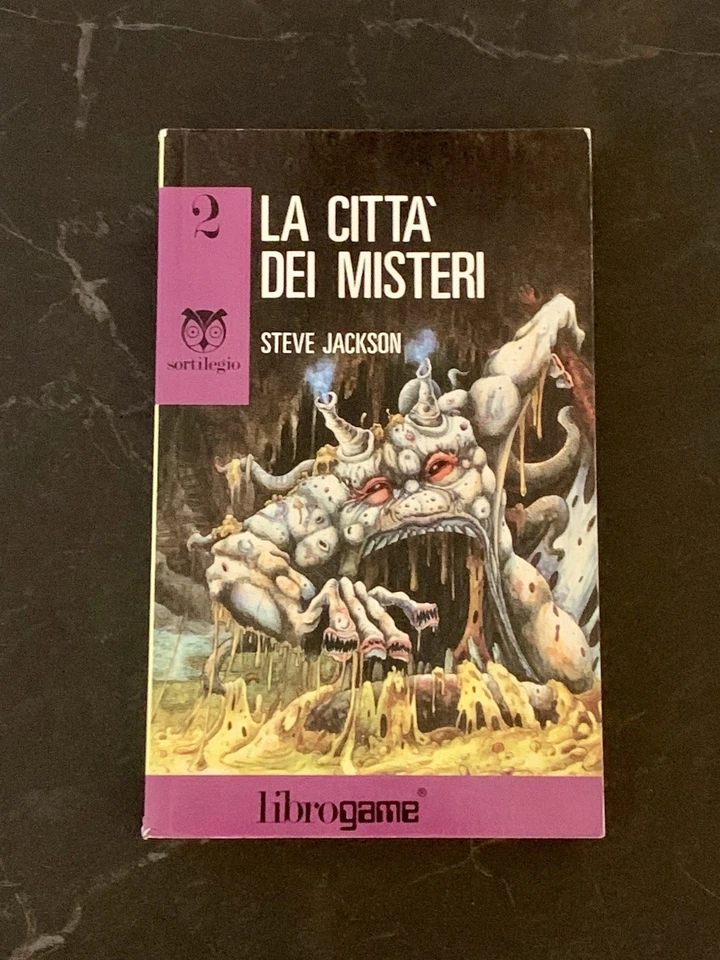 2
LA CITTA`
DEI MISTERI
STEVE JACKSON
sortilegio
librogame®